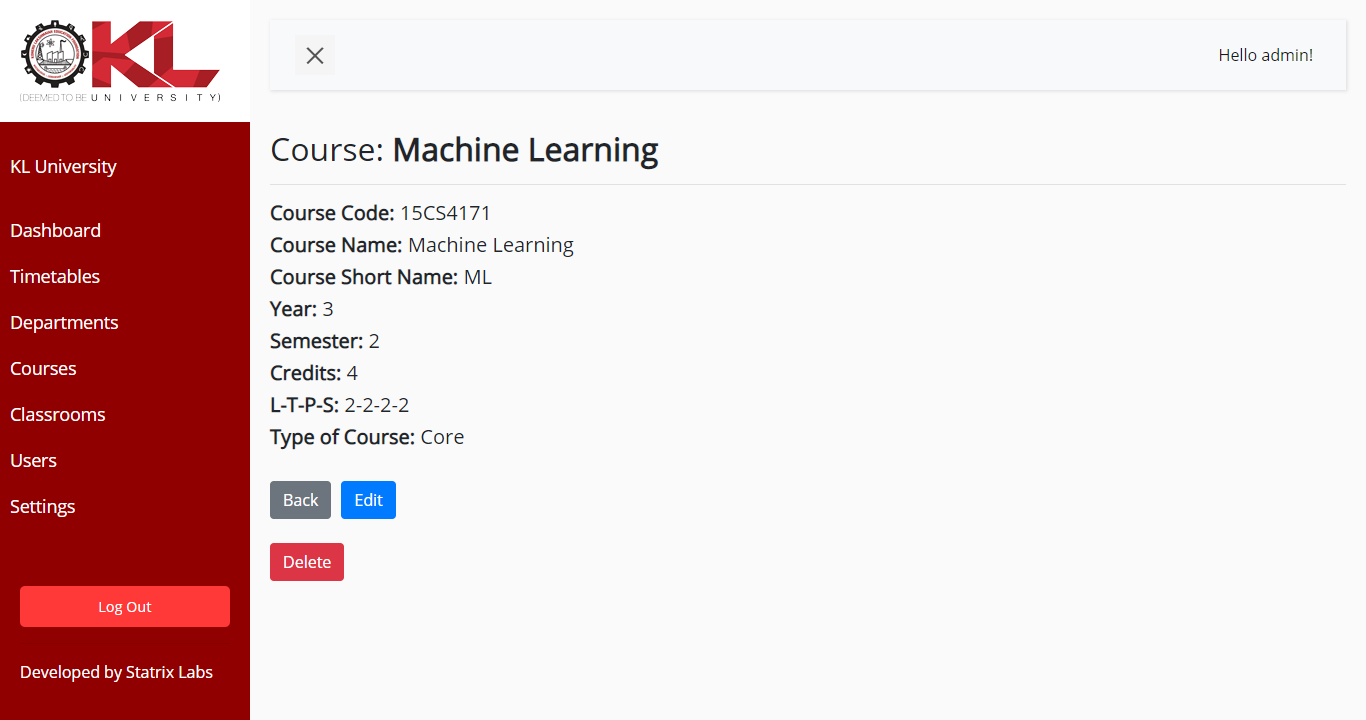 KL
(DEEMED TO BE UNIVERSITY)
KL University
Dashboard
Timetables
Departments
Courses
Classrooms
Users
Settings
Log Out
Developed by Statrix Labs
Hello admin!
Course: Machine Learning
Course Code: 15CS4171
Course Name: Machine Learning
Course Short Name: ML
Year: 3
Semester: 2
Credits: 4
L-T-P-S: 2-2-2-2
Type of Course: Core
Back Edit
Delete